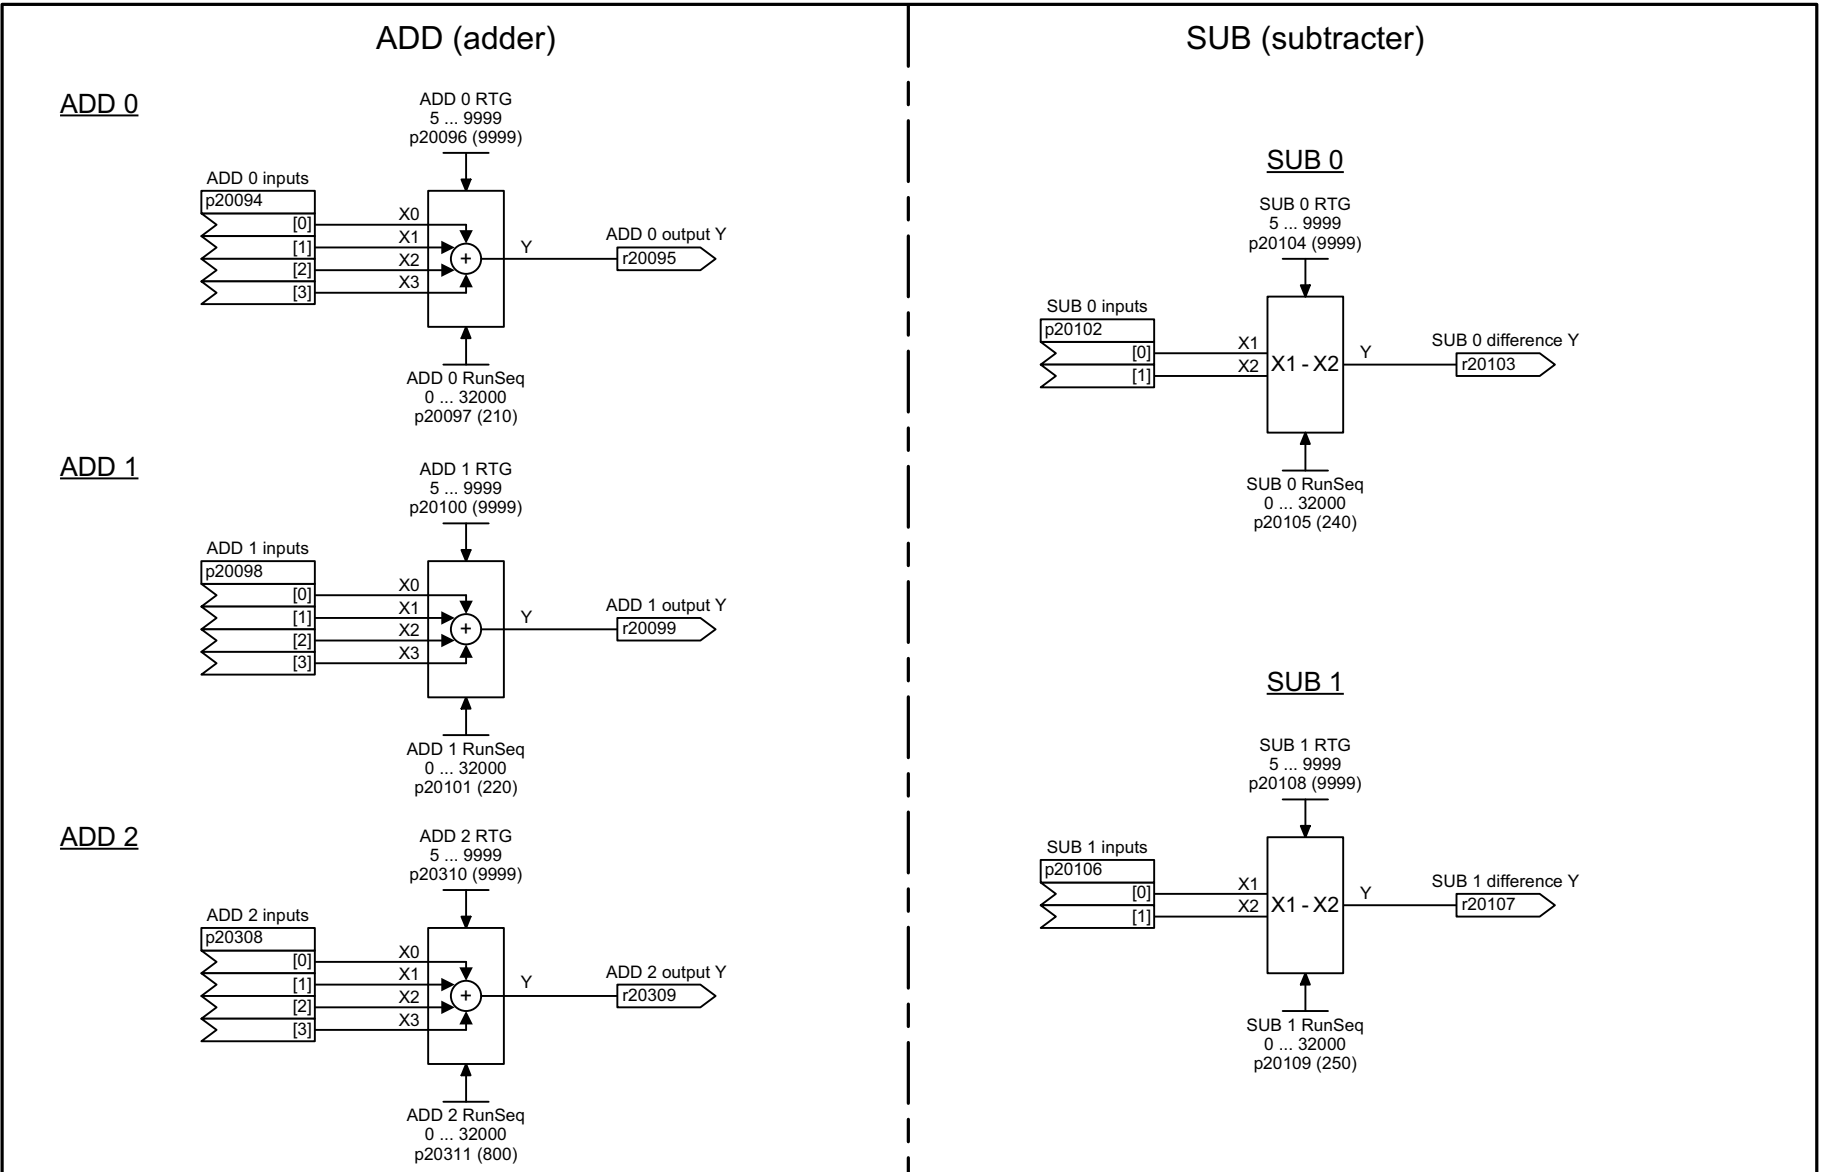 ADD (adder)
ADD 0
ADD 0 RTG
5 ... 9999
p20096 (9999)
ADD 0 inputs
p20094
[0]
[1]
[2]
[3]
X0
X1
X2
X3
+
Y
ADD 0 output Y
r20095
ADD 0 RunSeq
0 ... 32000
p20097 (210)
ADD 1
ADD 1 RTG
5 ... 9999
p20100 (9999)
ADD 1 inputs
p20098
[0]
[1]
[2]
[3]
X0
X1
X2
X3
+
Y
ADD 1 output Y
r20099
ADD 1 RunSeq
0 ... 32000
p20101 (220)
ADD 2
ADD 2 RTG
5 ... 9999
p20310 (9999)
ADD 2 inputs
p20308
[0]
[1]
[2]
[3]
X0
X1
X2
X3
+
Y
ADD 2 output Y
r20309
ADD 2 RunSeq
0 ... 32000
p20311 (800)
SUB (subtracter)
SUB 0
SUB 0 RTG
5 ... 9999
p20104 (9999)
SUB 0 inputs
p20102
[0]
[1]
X1
X2
X1 - X2
Y
SUB 0 difference Y
r20103
SUB 0 RunSeq
0 ... 32000
p20105 (240)
SUB 1
SUB 1 RTG
5 ... 9999
p20108 (9999)
SUB 1 inputs
p20106
[0]
[1]
X1
X2
X1 - X2
Y
SUB 1 difference Y
r20107
SUB 1 RunSeq
0 ... 32000
p20109 (250)